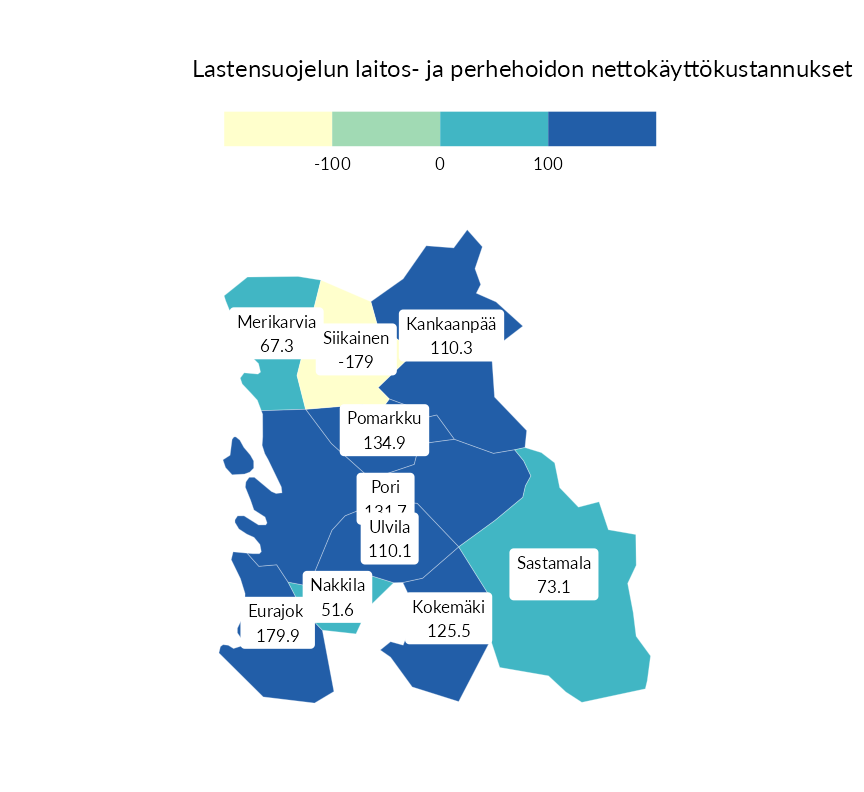 Lastensuojelun laitos- ja perhehoidon nettokäyttökustannukset
-100 0 100
Merikarvia
67.3
Siikainen
-179
Kankaanpää
110.3
Pomarkku
134.9
Pori
131.7
Ulvila
110.1
Sastamala
73.1
Nakkila
51.6
Eurajok
179.9
Kokemäki
125.5